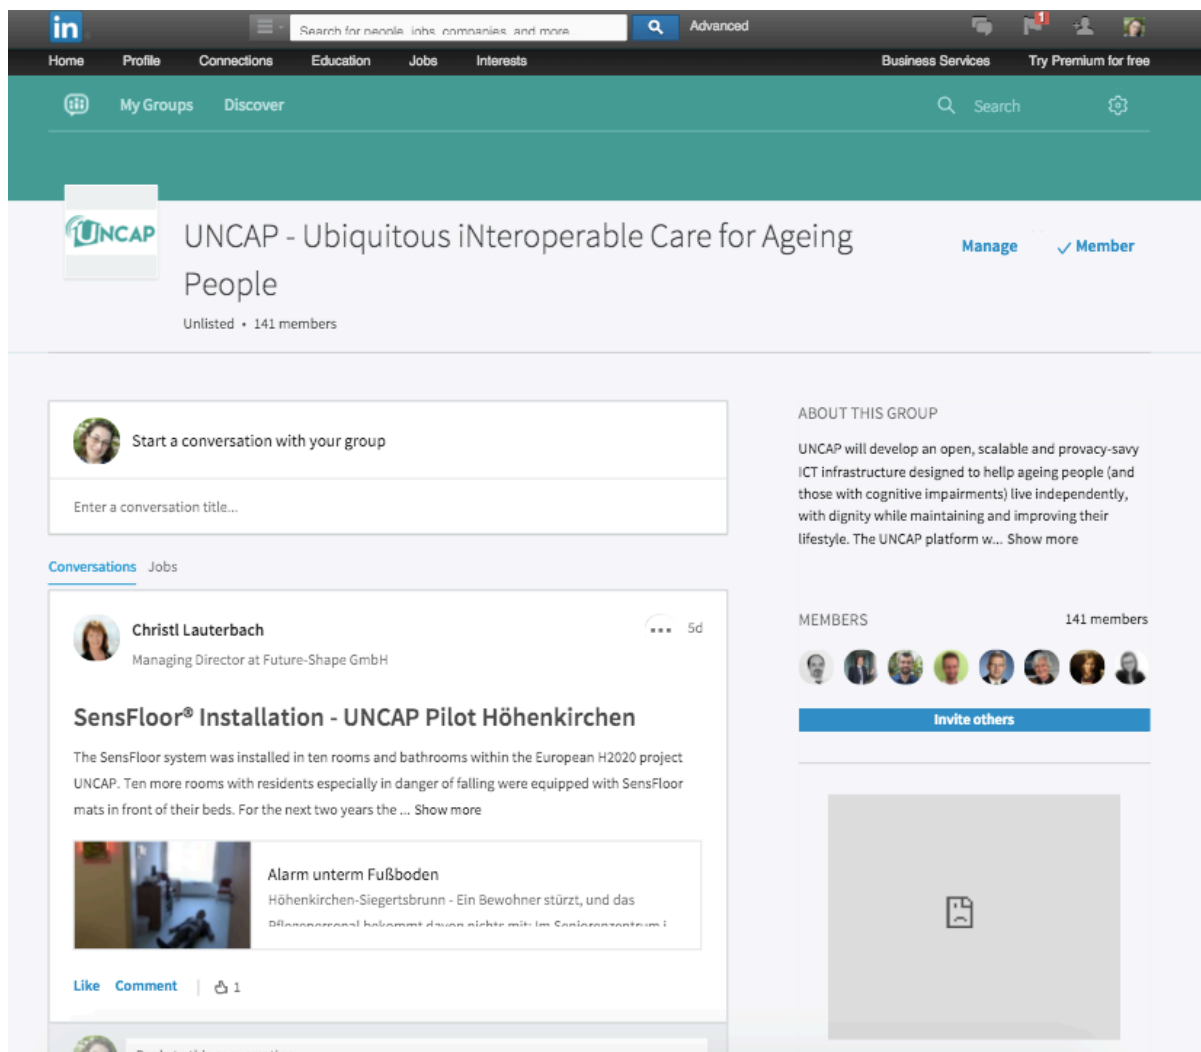 in
Search for people, jobs, companies, and more...
Advanced
1
Home Profile Connections Education Jobs Interests Business Services Try Premium for free
My Groups Discover Search
UNCAP
UNCAP - Ubiquitous iNteroperable Care for Ageing
People
Manage Member
Unlisted • 141 members
Start a conversation with your group
Enter a conversation title...
Conversations Jobs
Christl Lauterbach
... 5d
Managing Director at Future-Shape GmbH
SensFloor® Installation - UNCAP Pilot Höhenkirchen
The SensFloor system was installed in ten rooms and bathrooms within the European H2020 project
UNCAP. Ten more rooms with residents especially in danger of falling were equipped with SensFloor
mats in front of their beds. For the next two years the ... Show more
Alarm unterm Fußboden
Höhenkirchen-Siegertsbrunn - Ein Bewohner stürzt, und das
Pflegepersonal bekommt davon nichts mit: Im Seniorenzentrum i
Like Comment 1
ABOUT THIS GROUP
UNCAP will develop an open, scalable and provacy-savy
ICT infrastructure designed to hellp ageing people (and
those with cognitive impairments) live independently,
with dignity while maintaining and improving their
lifestyle. The UNCAP platform w... Show more
MEMBERS 141 members
Invite others